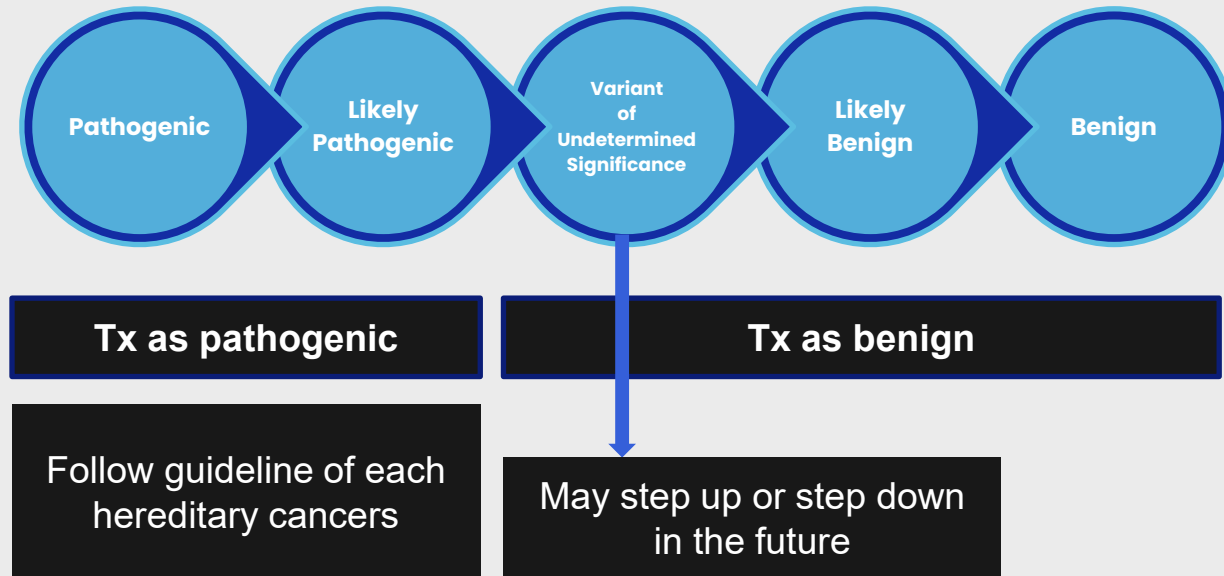 Pathogenic
Likely
Pathogenic
Variant
of
Undetermined
Significance
Likely
Benign
Benign
Tx as pathogenic
Tx as benign
Follow guideline of each
hereditary cancers
May step up or step down
in the future